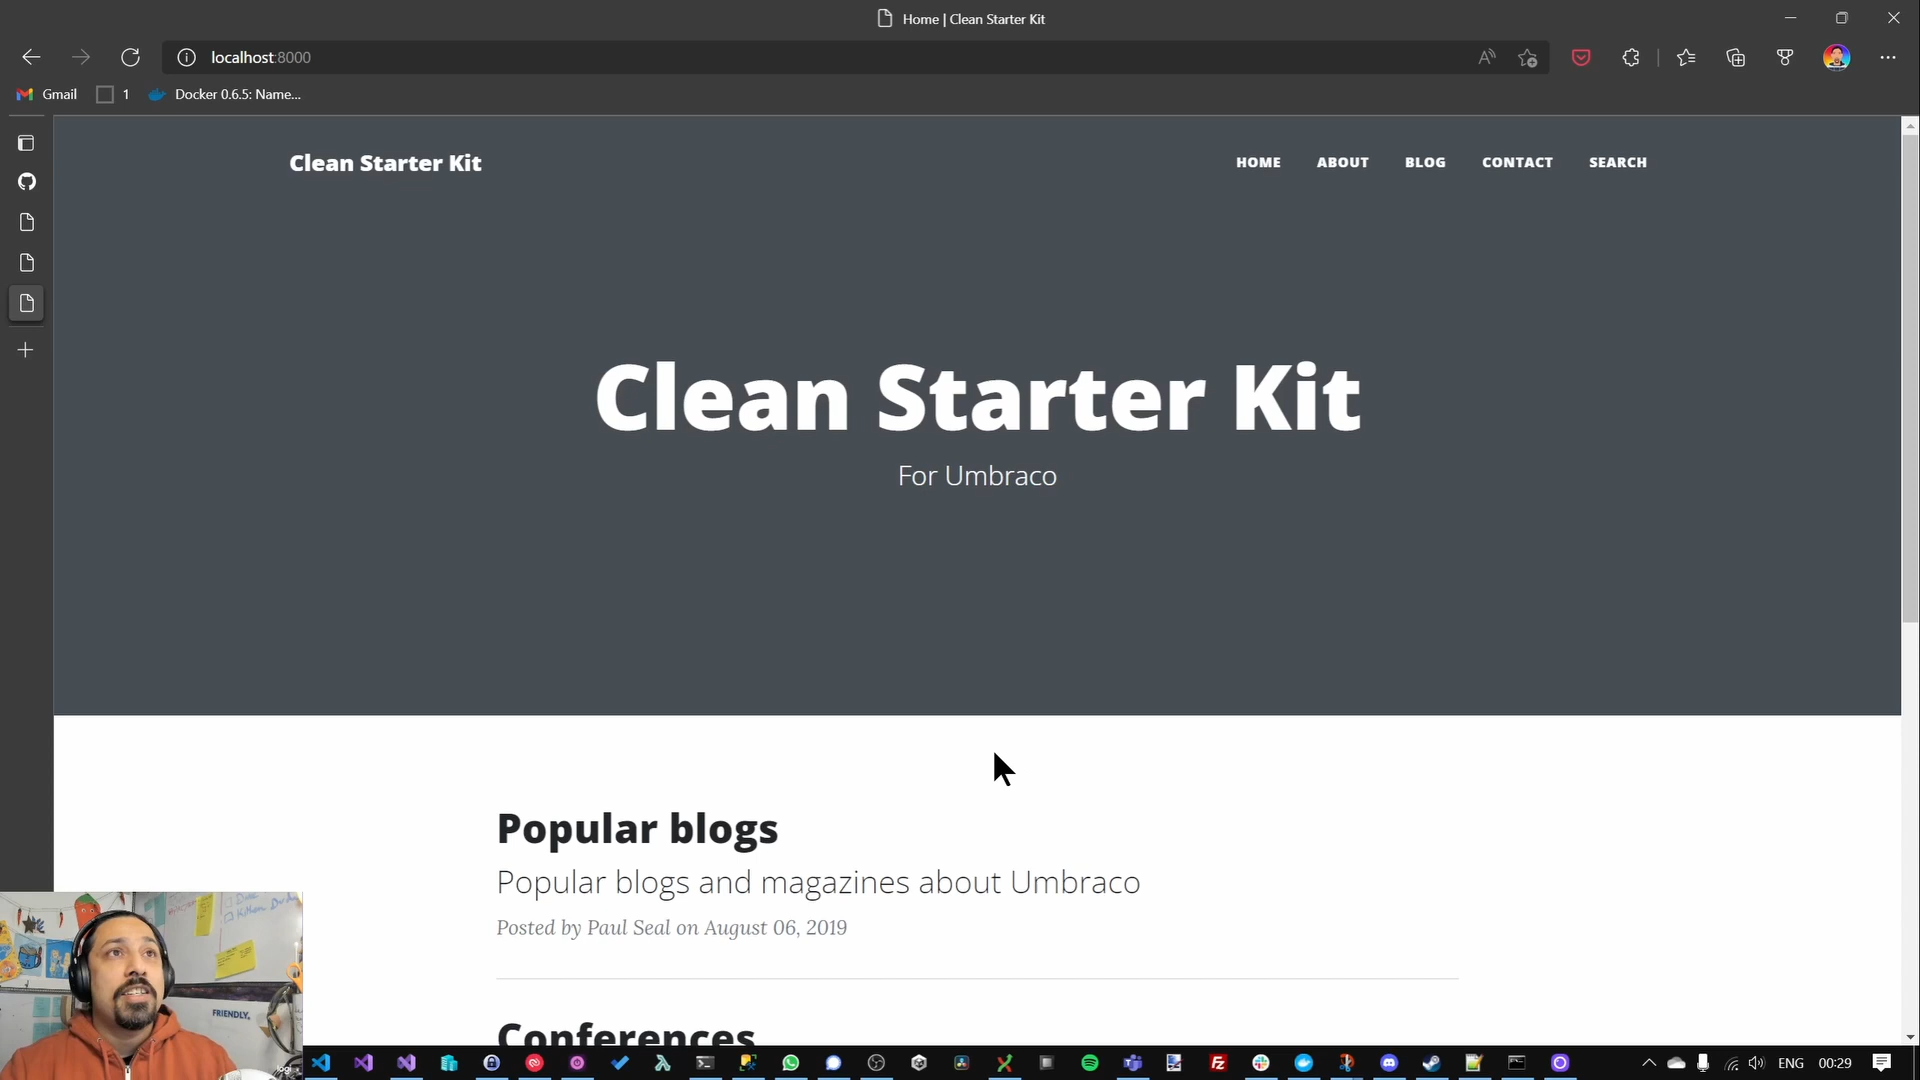 Home | Clean Starter Kit
localhost:8000
Gmail
1
Docker 0.6.5: Name...
Clean Starter Kit
HOME
ABOUT
BLOG
CONTACT
SEARCH
Clean Starter Kit
For Umbraco
Popular blogs
Popular blogs and magazines about Umbraco
Posted by Paul Seal on August 06, 2019
Conferences
FRIENDLY.
logi
ENG
00:29